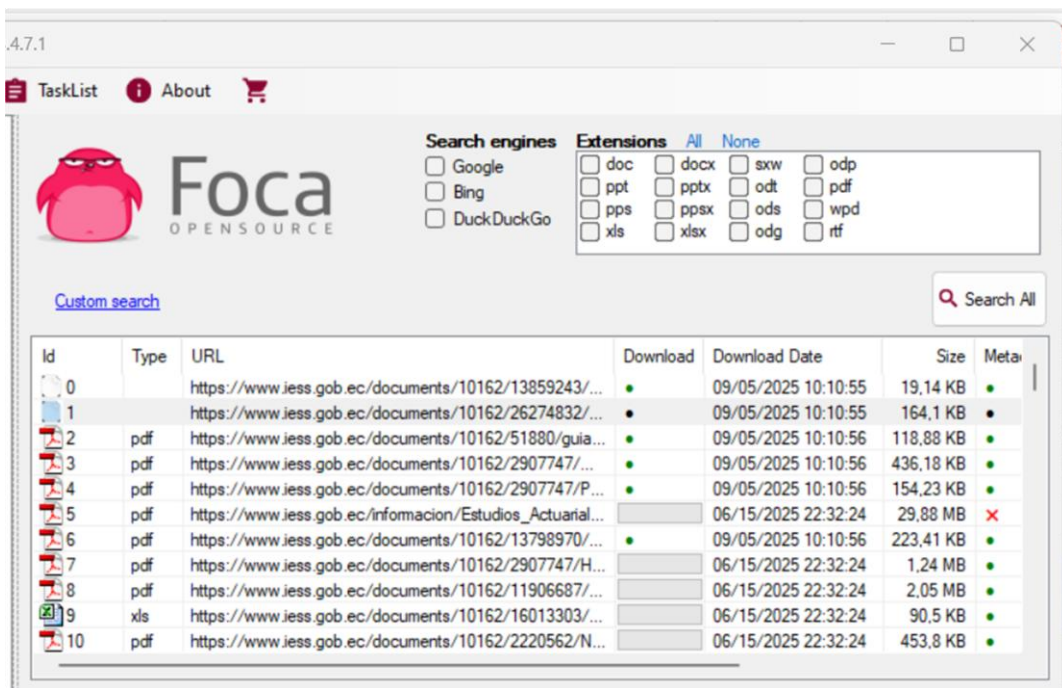 .4.7.1
TaskList About
Foca
OPENSOURCE
Search engines
Google
Bing
DuckDuckGo
Extensions All None
doc docx sxw odp
ppt pptx odt pdf
pps ppsx ods wpd
xls xlsx odg rtf
Custom search
Search All
Id Type URL Download Download Date Size Meta
0 https://www.iess.gob.ec/documents/10162/13859243/... 09/05/2025 10:10:55 19,14 KB
1 https://www.iess.gob.ec/documents/10162/26274832/... 09/05/2025 10:10:55 164,1 KB
2 pdf https://www.iess.gob.ec/documents/10162/51880/guia... 09/05/2025 10:10:56 118,88 KB
3 pdf https://www.iess.gob.ec/documents/10162/2907747/... 09/05/2025 10:10:56 436,18 KB
4 pdf https://www.iess.gob.ec/documents/10162/2907747/P... 09/05/2025 10:10:56 154,23 KB
5 pdf https://www.iess.gob.ec/informacion/Estudios_Actuarial... 06/15/2025 22:32:24 29,88 MB
6 pdf https://www.iess.gob.ec/documents/10162/13798970/... 09/05/2025 10:10:56 223,41 KB
7 pdf https://www.iess.gob.ec/documents/10162/2907747/H... 06/15/2025 22:32:24 1,24 MB
8 pdf https://www.iess.gob.ec/documents/10162/11906687/... 06/15/2025 22:32:24 2,05 MB
9 xls https://www.iess.gob.ec/documents/10162/16013303/... 06/15/2025 22:32:24 90,5 KB
10 pdf https://www.iess.gob.ec/documents/10162/2220562/N... 06/15/2025 22:32:24 453,8 KB